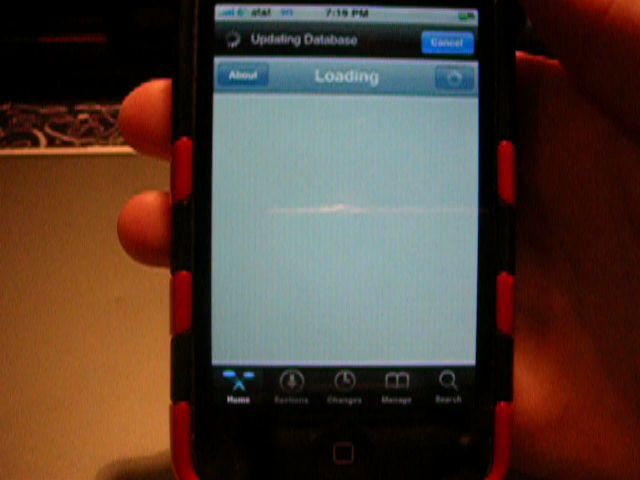 at&t 7:19 PM
Updating Database Cancel
About Loading
Home Sections Changes Manage Search